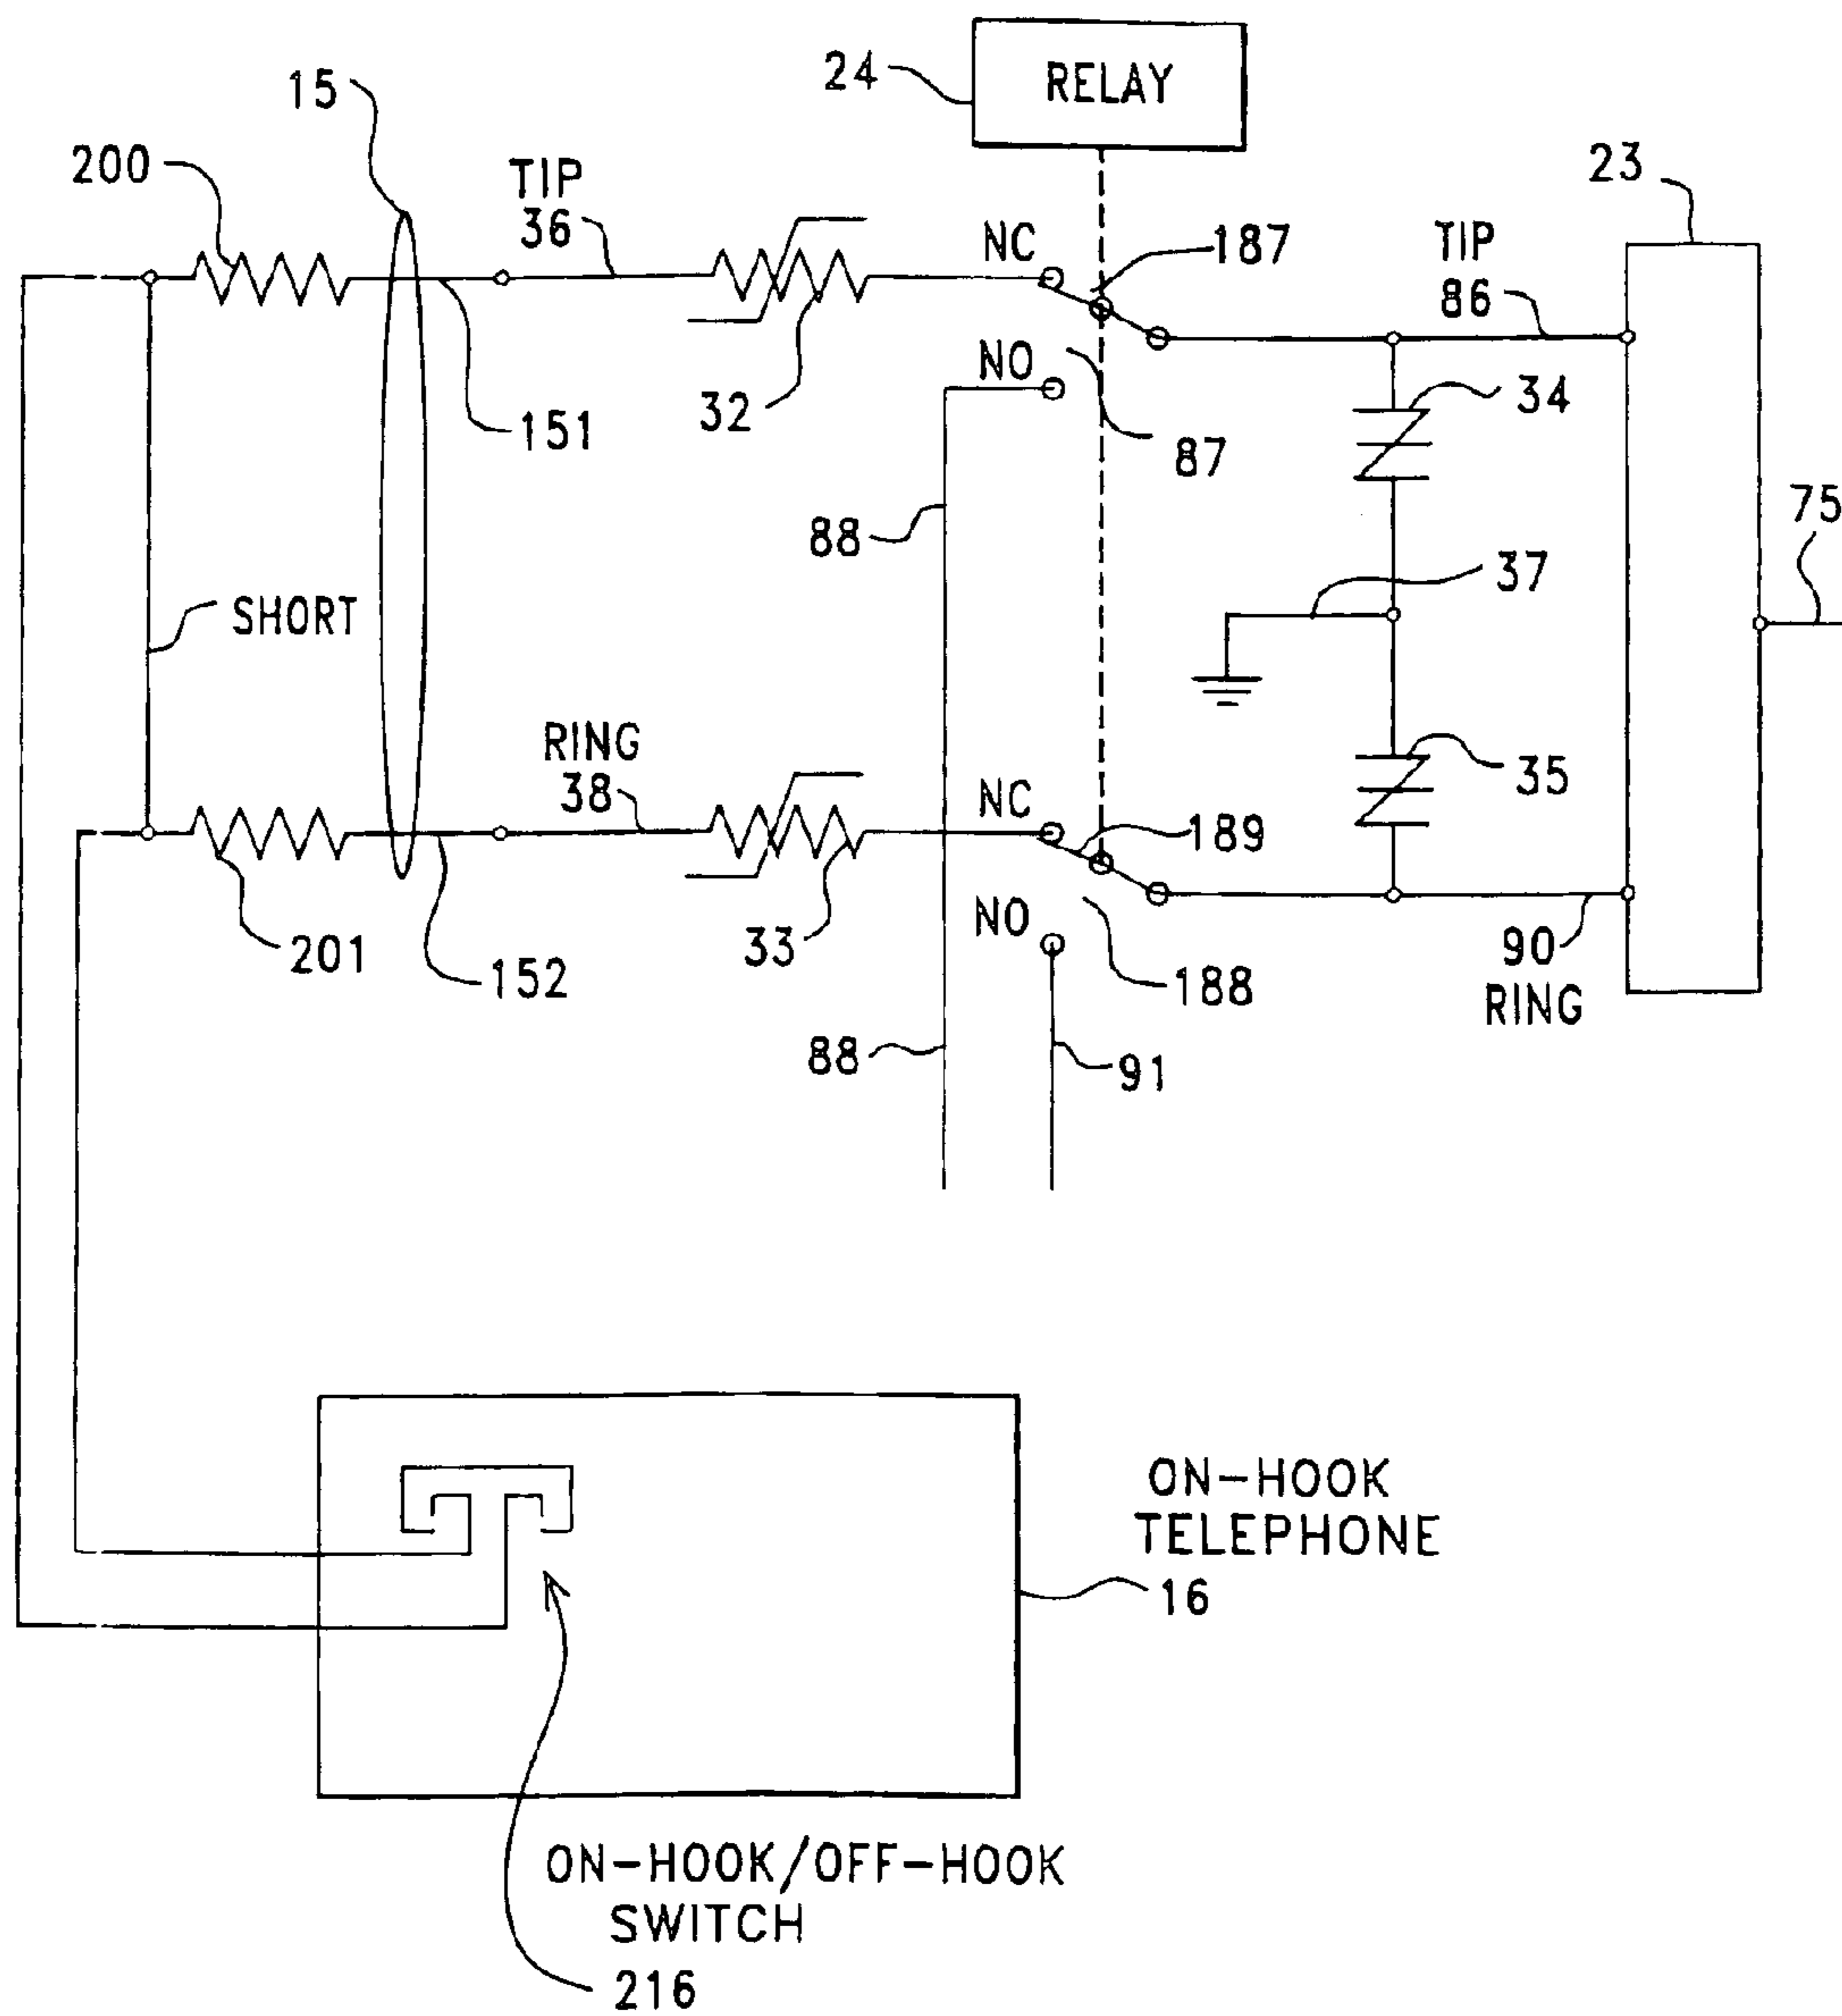 24
RELAY
15
200
TIP
36
NC
187
TIP
86
23
32
NO
34
151
87
75
88
37
SHORT
RING
38
NC
35
189
NO
201
33
90
RING
152
188
88
91
ON-HOOK
TELEPHONE
16
ON-HOOK/OFF-HOOK
SWITCH
216